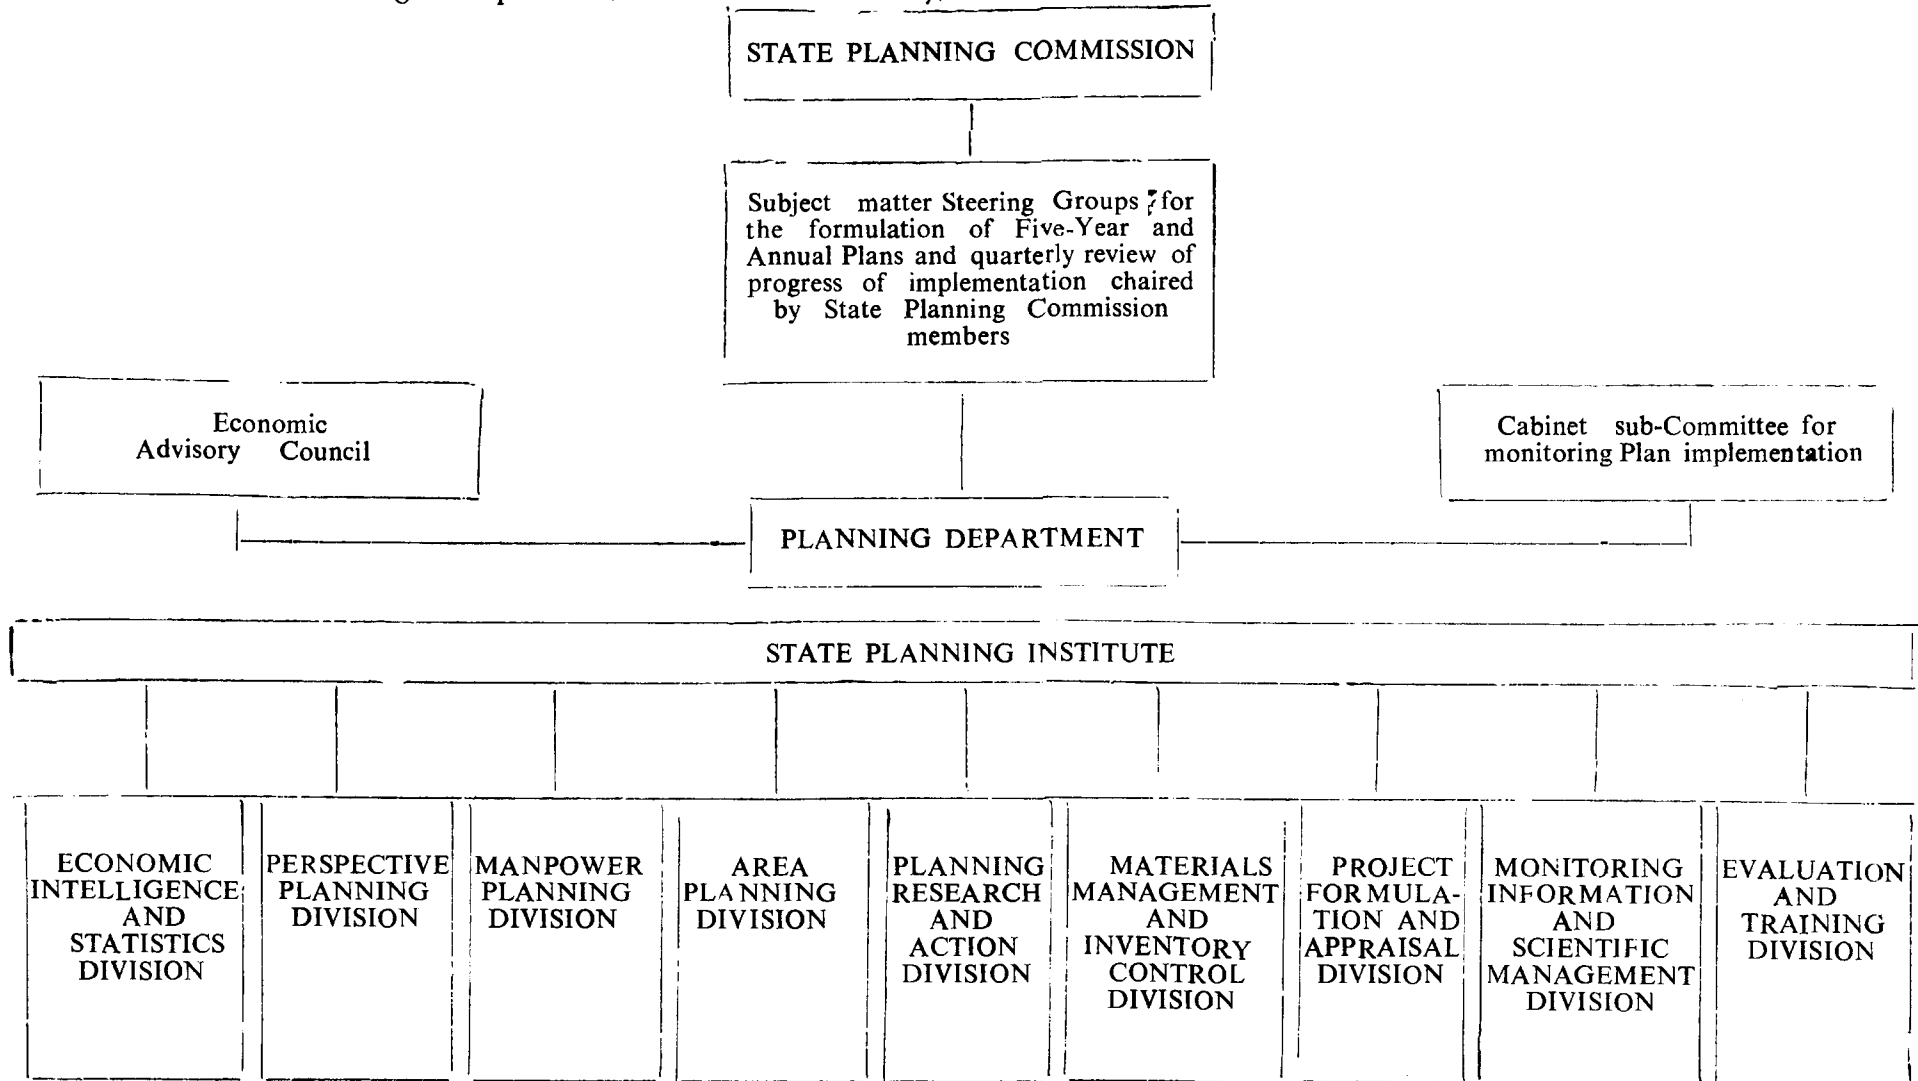 STATE PLANNING COMMISSION
Subject matter Steering Groups for
the formulation of Five-Year and
Annual Plans and quarterly review of
progress of implementation chaired
by State Planning Commission
members
Economic
Advisory Council
Cabinet sub-Committee for
monitoring Plan implementation
PLANNING DEPARTMENT
STATE PLANNING INSTITUTE
ECONOMIC
INTELLIGENCE
AND
STATISTICS
DIVISION
PERSPECTIVE
PLANNING
DIVISION
MANPOWER
PLANNING
DIVISION
AREA
PLANNING
DIVISION
PLANNING
RESEARCH
AND
ACTION
DIVISION
MATERIALS
MANAGEMENT
AND
INVENTORY
CONTROL
DIVISION
PROJECT
FORMULA-
TION AND
APPRAISAL
DIVISION
MONITORING
INFORMATION
AND
SCIENTIFIC
MANAGEMENT
DIVISION
EVALUATION
AND
TRAINING
DIVISION